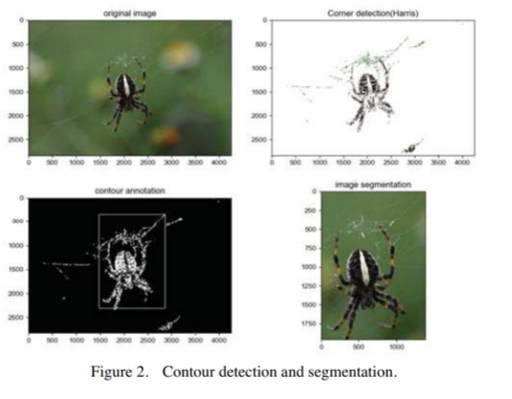 original image
0
500
1000
1500
2000
2500
0 500 1000 1500 2000 2500 3000 3500 4000
Corner detection(Harris)
0
500
1000
1500
2000
2500
0 500 1000 1500 2000 2500 3000 3500 4000
contour annotation
0
500
1000
1500
2000
2500
0 500 1000 1500 2000 2500 3000 3500 4000
image segmentation
0
250
500
750
1000
1250
1500
1750
0 500 1000
Figure 2. Contour detection and segmentation.